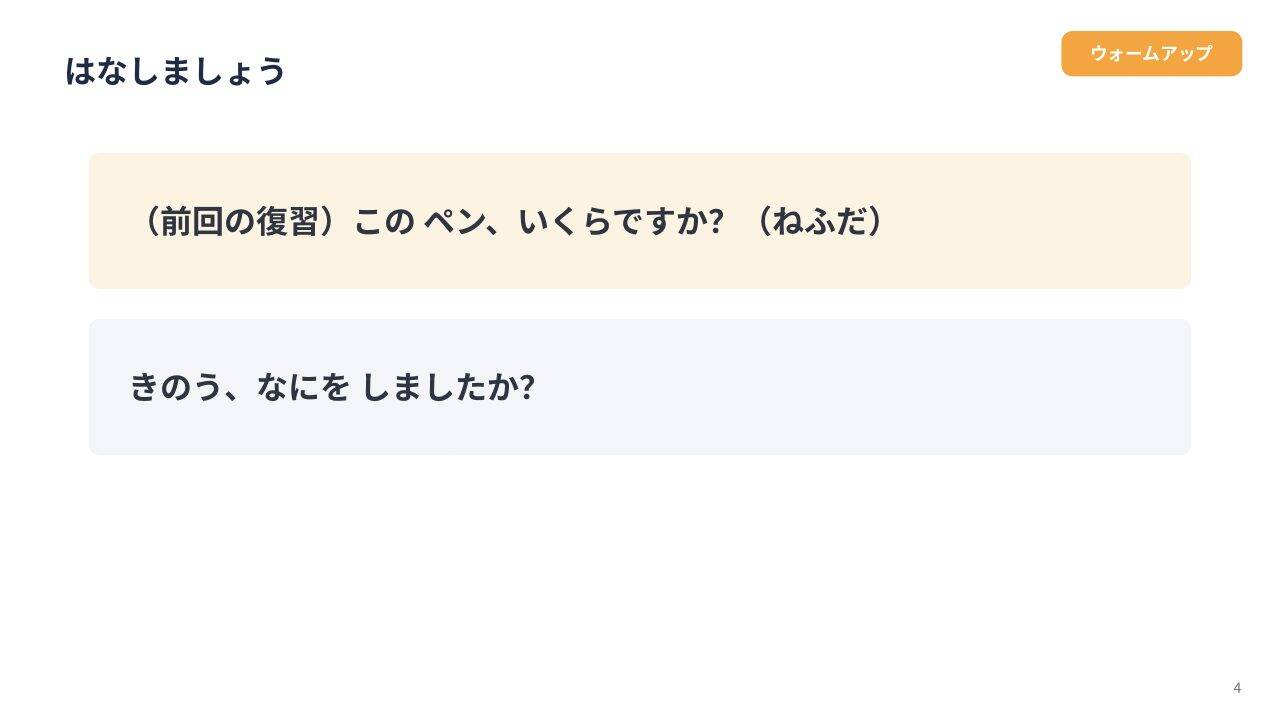 はなしましょう
ウォームアップ
（前回の復習）この ペン、いくらですか？（ねふだ）
きのう、なにを しましたか？
4